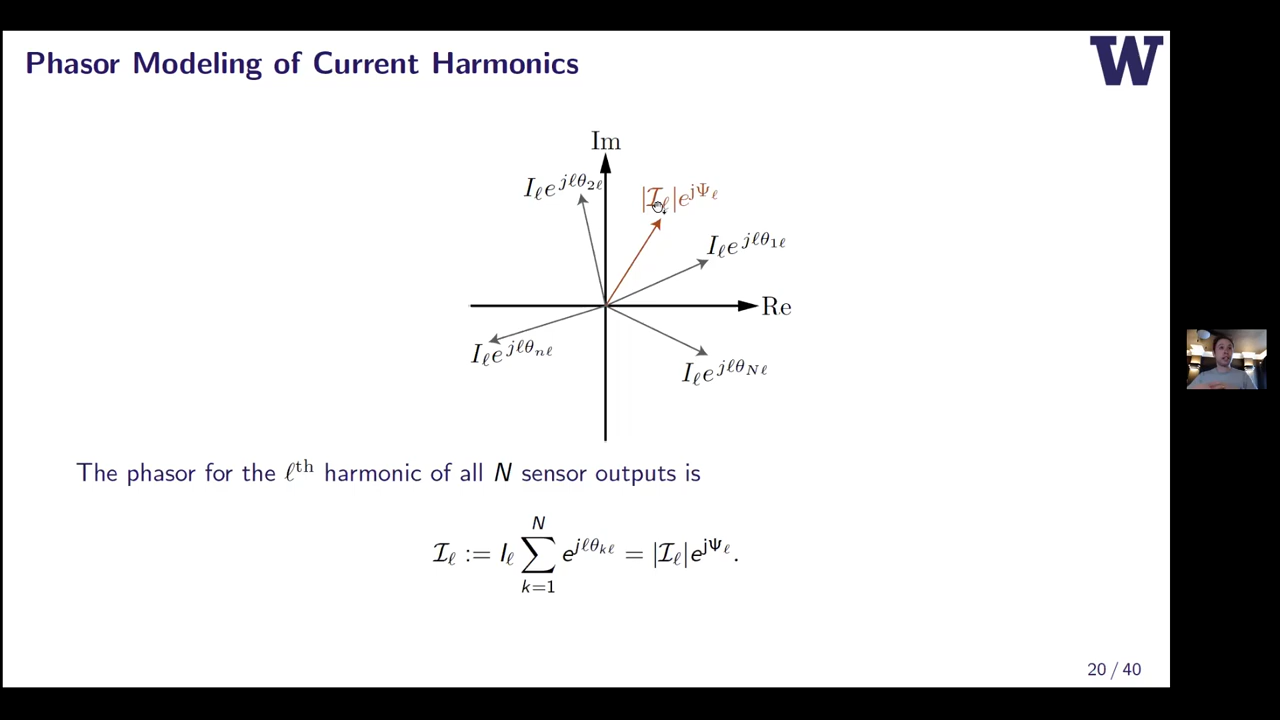 Phasor Modeling of Current Harmonics
W
Im
I_ℓ e^{jℓθ_{2ℓ}}
|ℐ_ℓ|e^{jΨ_ℓ}
I_ℓ e^{jℓθ_{1ℓ}}
Re
I_ℓ e^{jℓθ_{nℓ}}
I_ℓ e^{jℓθ_{Nℓ}}
The phasor for the ℓ^{th} harmonic of all N sensor outputs is
ℐ_ℓ := I_ℓ ∑_{k=1}^{N} e^{jℓθ_{kℓ}} = |ℐ_ℓ|e^{jΨ_ℓ}.
20 / 40